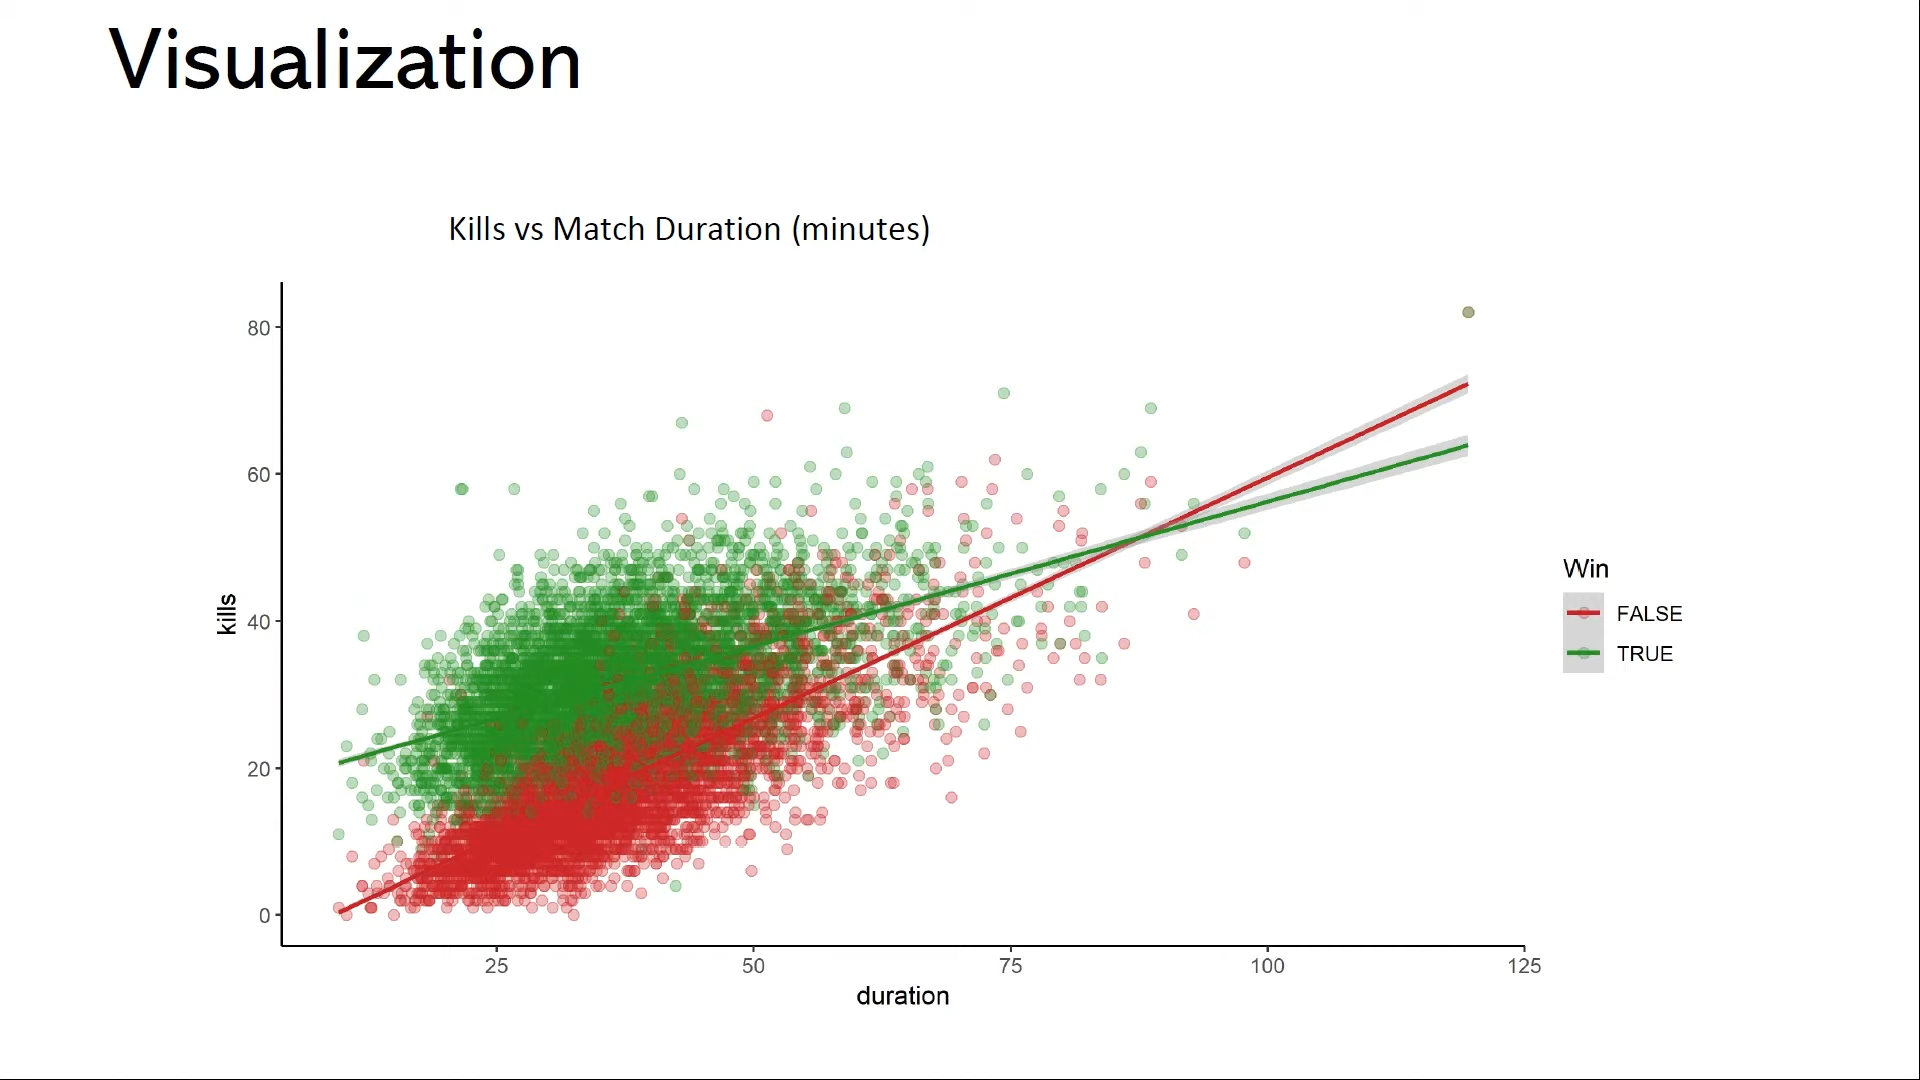 Visualization
Kills vs Match Duration (minutes)
80
60
40
20
0
kills
25
50
75
100
125
duration
Win
FALSE
TRUE